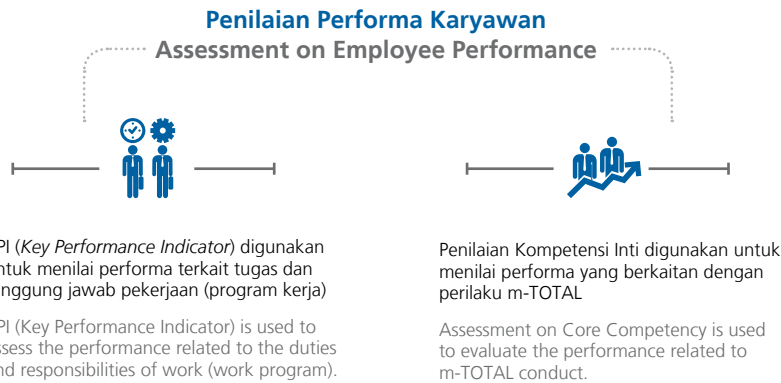 Penilaian Performa Karyawan
Assessment on Employee Performance
PI (Key Performance Indicator) digunakan
ntuk menilai performa terkait tugas dan
nggung jawab pekerjaan (program kerja)
PI (Key Performance Indicator) is used to
ssess the performance related to the duties
nd responsibilities of work (work program).
Penilaian Kompetensi Inti digunakan untuk
menilai performa yang berkaitan dengan
perilaku m-TOTAL
Assessment on Core Competency is used
to evaluate the performance related to
m-TOTAL conduct.